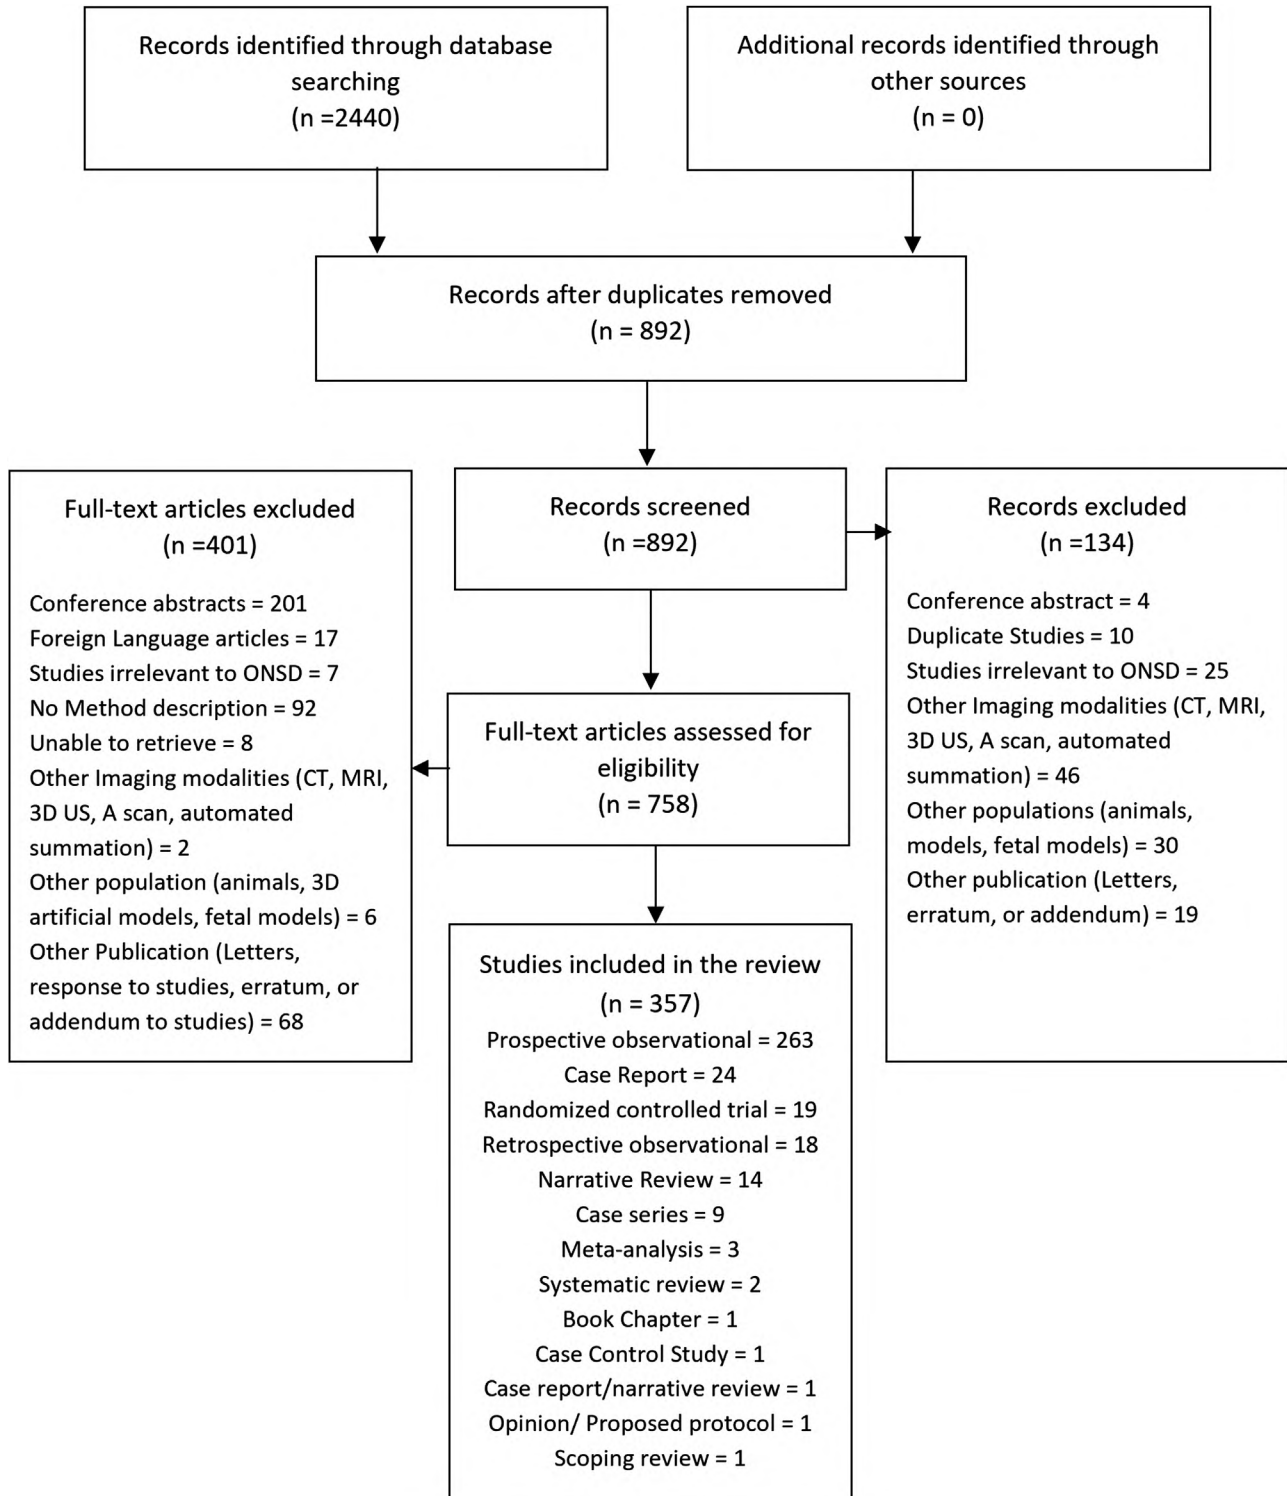 Records identified through database
searching
(n =2440)
Additional records identified through
other sources
(n = 0)
Records after duplicates removed
(n = 892)
Records screened
(n =892)
Records excluded
(n =134)
Conference abstract = 4
Duplicate Studies = 10
Studies irrelevant to ONSD = 25
Other Imaging modalities (CT, MRI,
3D US, A scan, automated
summation) = 46
Other populations (animals,
models, fetal models) = 30
Other publication (Letters,
erratum, or addendum) = 19
Full-text articles assessed for
eligibility
(n = 758)
Full-text articles excluded
(n =401)
Conference abstracts = 201
Foreign Language articles = 17
Studies irrelevant to ONSD = 7
No Method description = 92
Unable to retrieve = 8
Other Imaging modalities (CT, MRI,
3D US, A scan, automated
summation) = 2
Other population (animals, 3D
artificial models, fetal models) = 6
Other Publication (Letters,
response to studies, erratum, or
addendum to studies) = 68
Studies included in the review
(n = 357)
Prospective observational = 263
Case Report = 24
Randomized controlled trial = 19
Retrospective observational = 18
Narrative Review = 14
Case series = 9
Meta-analysis = 3
Systematic review = 2
Book Chapter = 1
Case Control Study = 1
Case report/narrative review = 1
Opinion/ Proposed protocol = 1
Scoping review = 1